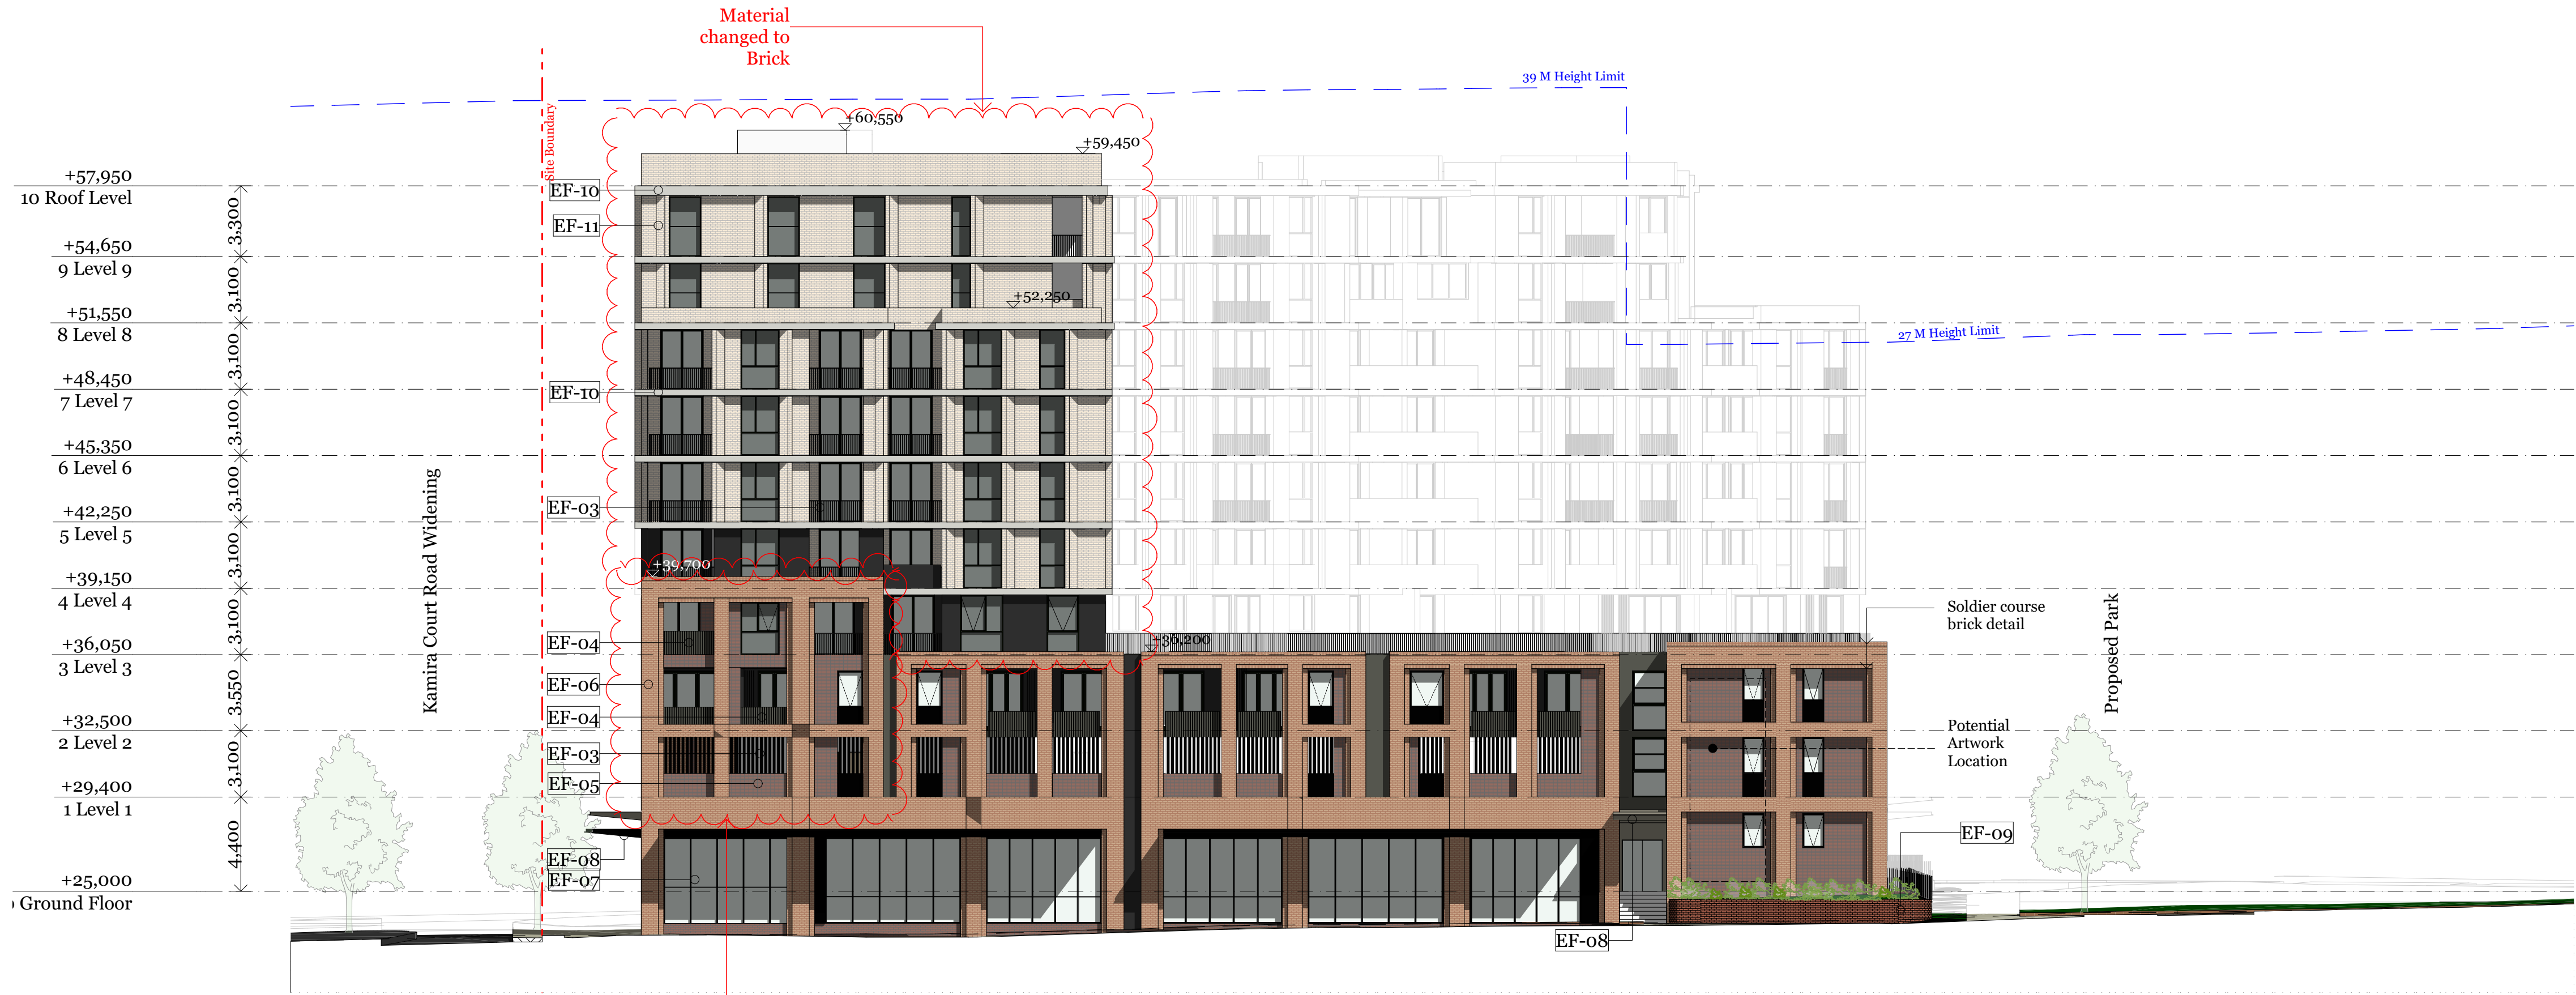 Material
changed to
Brick
39 M Height Limit
Site Boundary
+60,550
+59,450
+57,950
10 Roof Level
EF-10
EF-11
3,300
+54,650
9 Level 9
3,100
+52,250
+51,550
8 Level 8
27 M Height Limit
3,100
+48,450
7 Level 7
EF-10
3,100
+45,350
6 Level 6
3,100
EF-03
+42,250
5 Level 5
3,100
+39,700
+39,150
4 Level 4
Kamira Court Road Widening
3,100
Soldier course
brick detail
Proposed Park
+36,200
EF-04
+36,050
3 Level 3
EF-06
3,550
EF-04
+32,500
2 Level 2
Potential
Artwork
Location
EF-03
3,100
EF-05
+29,400
1 Level 1
EF-09
4,400
EF-08
EF-07
+25,000
Ground Floor
EF-08